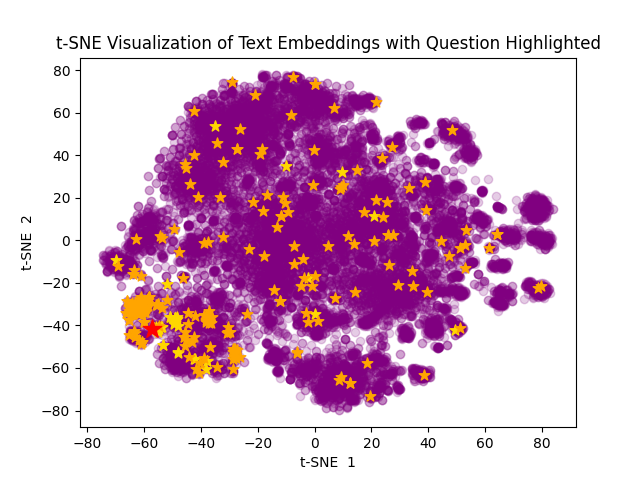 t-SNE Visualization of Text Embeddings with Question Highlighted
80
60
40
20
0
−20
−40
−60
−80
t-SNE 2
−80 −60 −40 −20 0 20 40 60 80
t-SNE 1